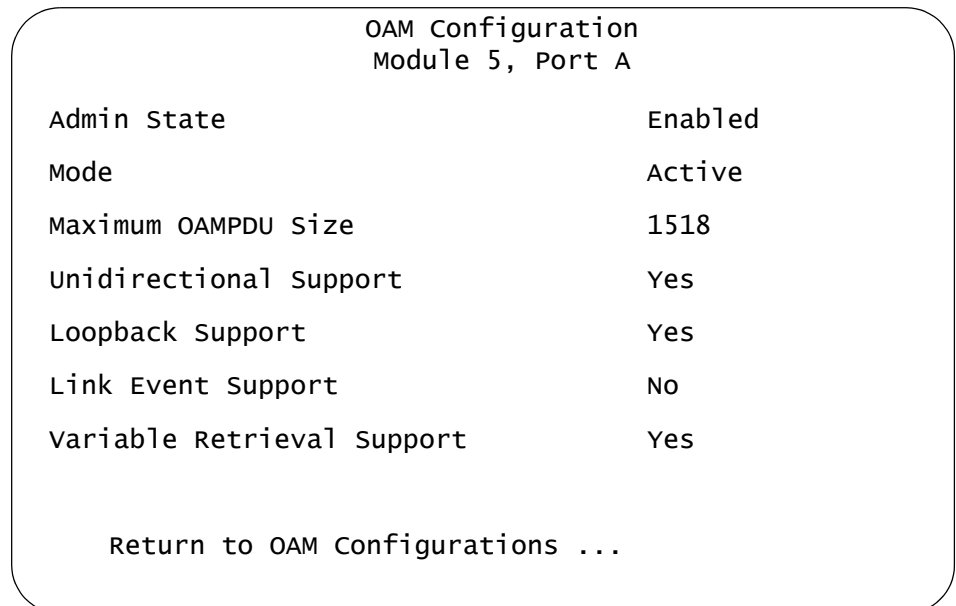 OAM Configuration
Module 5, Port A
Admin State Enabled
Mode Active
Maximum OAMPDU Size 1518
Unidirectional Support Yes
Loopback Support Yes
Link Event Support No
Variable Retrieval Support Yes
Return to OAM Configurations ...